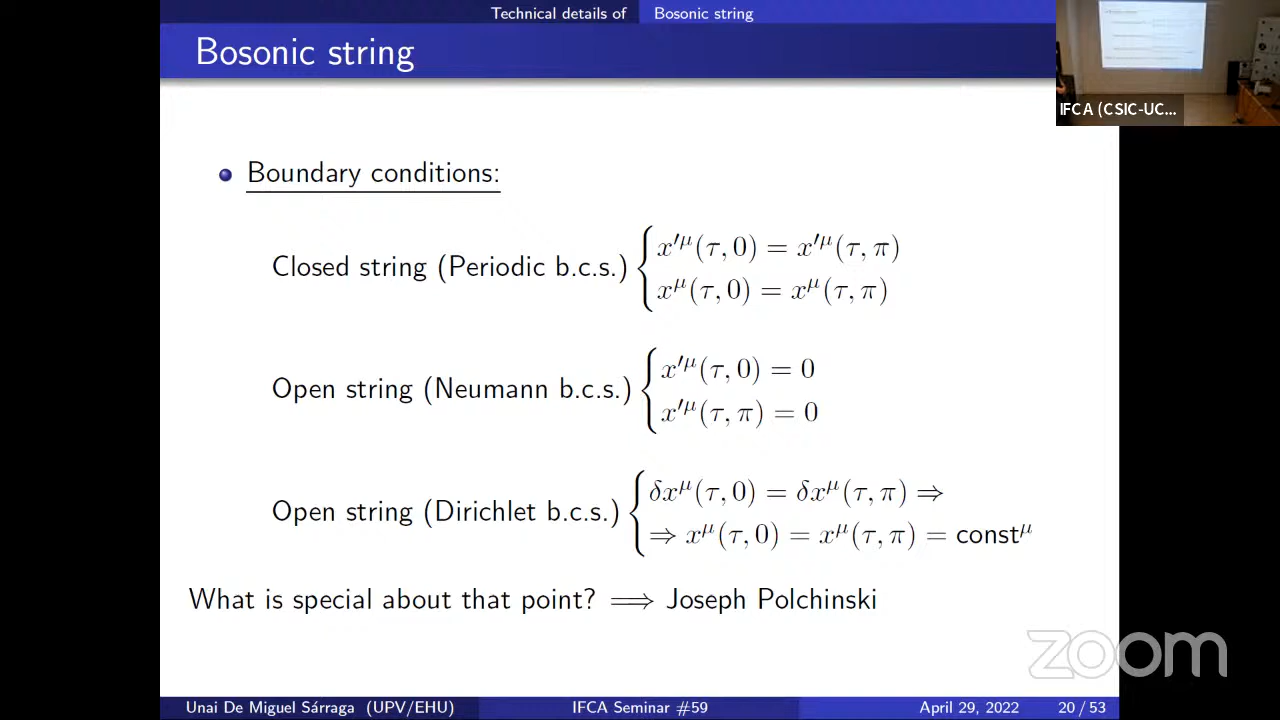 Technical details of Bosonic string
Bosonic string
IFCA (CSIC-UC...
Boundary conditions:
Closed string (Periodic b.c.s.) { x′^μ(τ, 0) = x′^μ(τ, π)
x^μ(τ, 0) = x^μ(τ, π)
Open string (Neumann b.c.s.) { x′^μ(τ, 0) = 0
x′^μ(τ, π) = 0
Open string (Dirichlet b.c.s.) { δx^μ(τ, 0) = δx^μ(τ, π) ⇒
⇒ x^μ(τ, 0) = x^μ(τ, π) = const^μ
What is special about that point? ⟹ Joseph Polchinski
zoom
Unai De Miguel Sárraga (UPV/EHU) IFCA Seminar #59 April 29, 2022 20 / 53